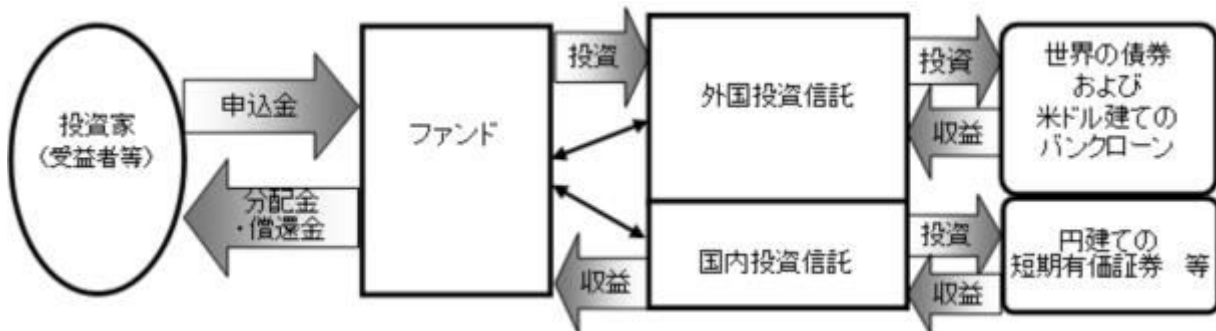 投資家
(受益者等)
申込金
分配金
・償還金
ファンド
投資
収益
外国投資信託
国内投資信託
投資
収益
世界の債券
および
米ドル建ての
バンクローン
投資
収益
円建ての
短期有価証券 等